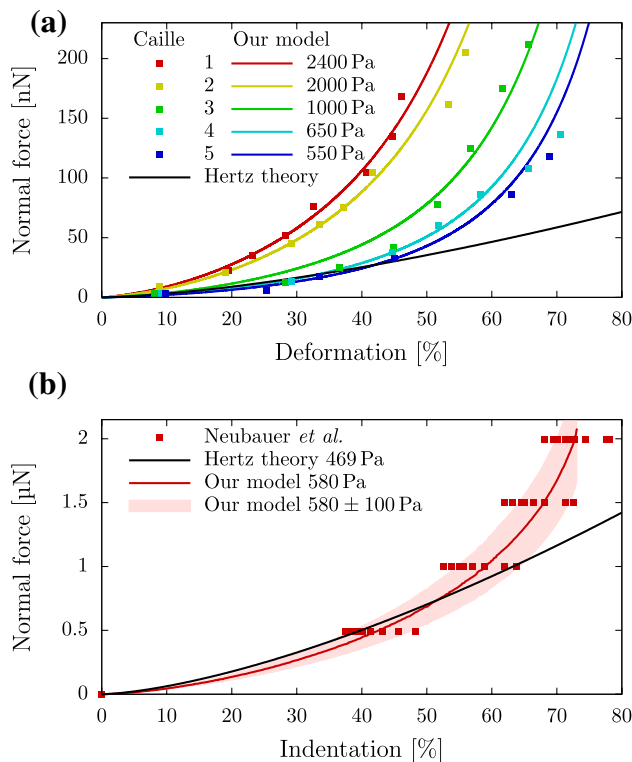 (a)
Normal force [nN]
200
150
100
50
0
Caille Our model
1 2400 Pa
2 2000 Pa
3 1000 Pa
4 650 Pa
5 550 Pa
Hertz theory
0 10 20 30 40 50 60 70 80
Deformation [%]
(b)
Normal force [µN]
2
1.5
1
0.5
0
Neubauer et al.
Hertz theory 469 Pa
Our model 580 Pa
Our model 580 ± 100 Pa
0 10 20 30 40 50 60 70 80
Indentation [%]